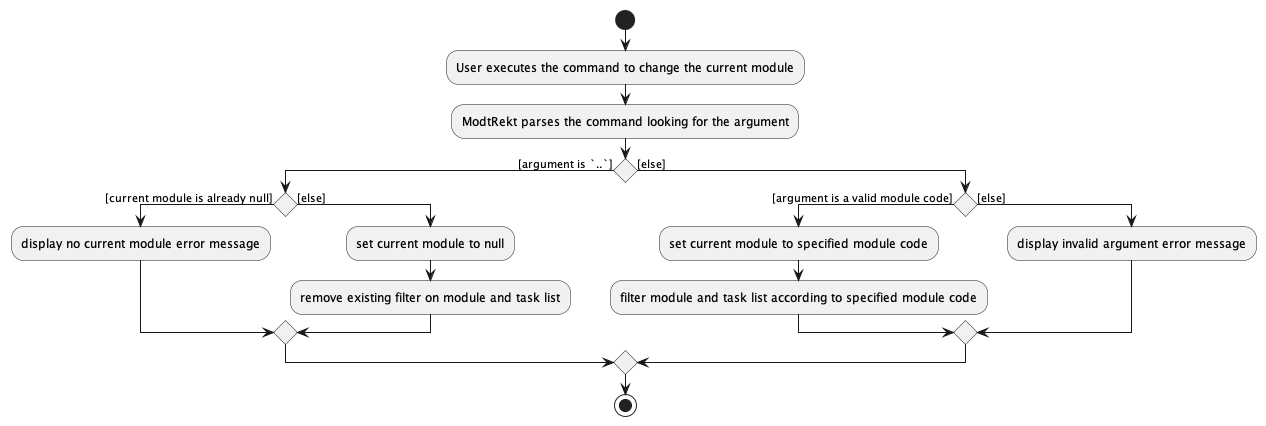 User executes the command to change the current module
ModtRekt parses the command looking for the argument
[argument is `..`]
[else]
[current module is already null]
[else]
[argument is a valid module code]
[else]
display no current module error message
set current module to null
set current module to specified module code
display invalid argument error message
remove existing filter on module and task list
filter module and task list according to specified module code